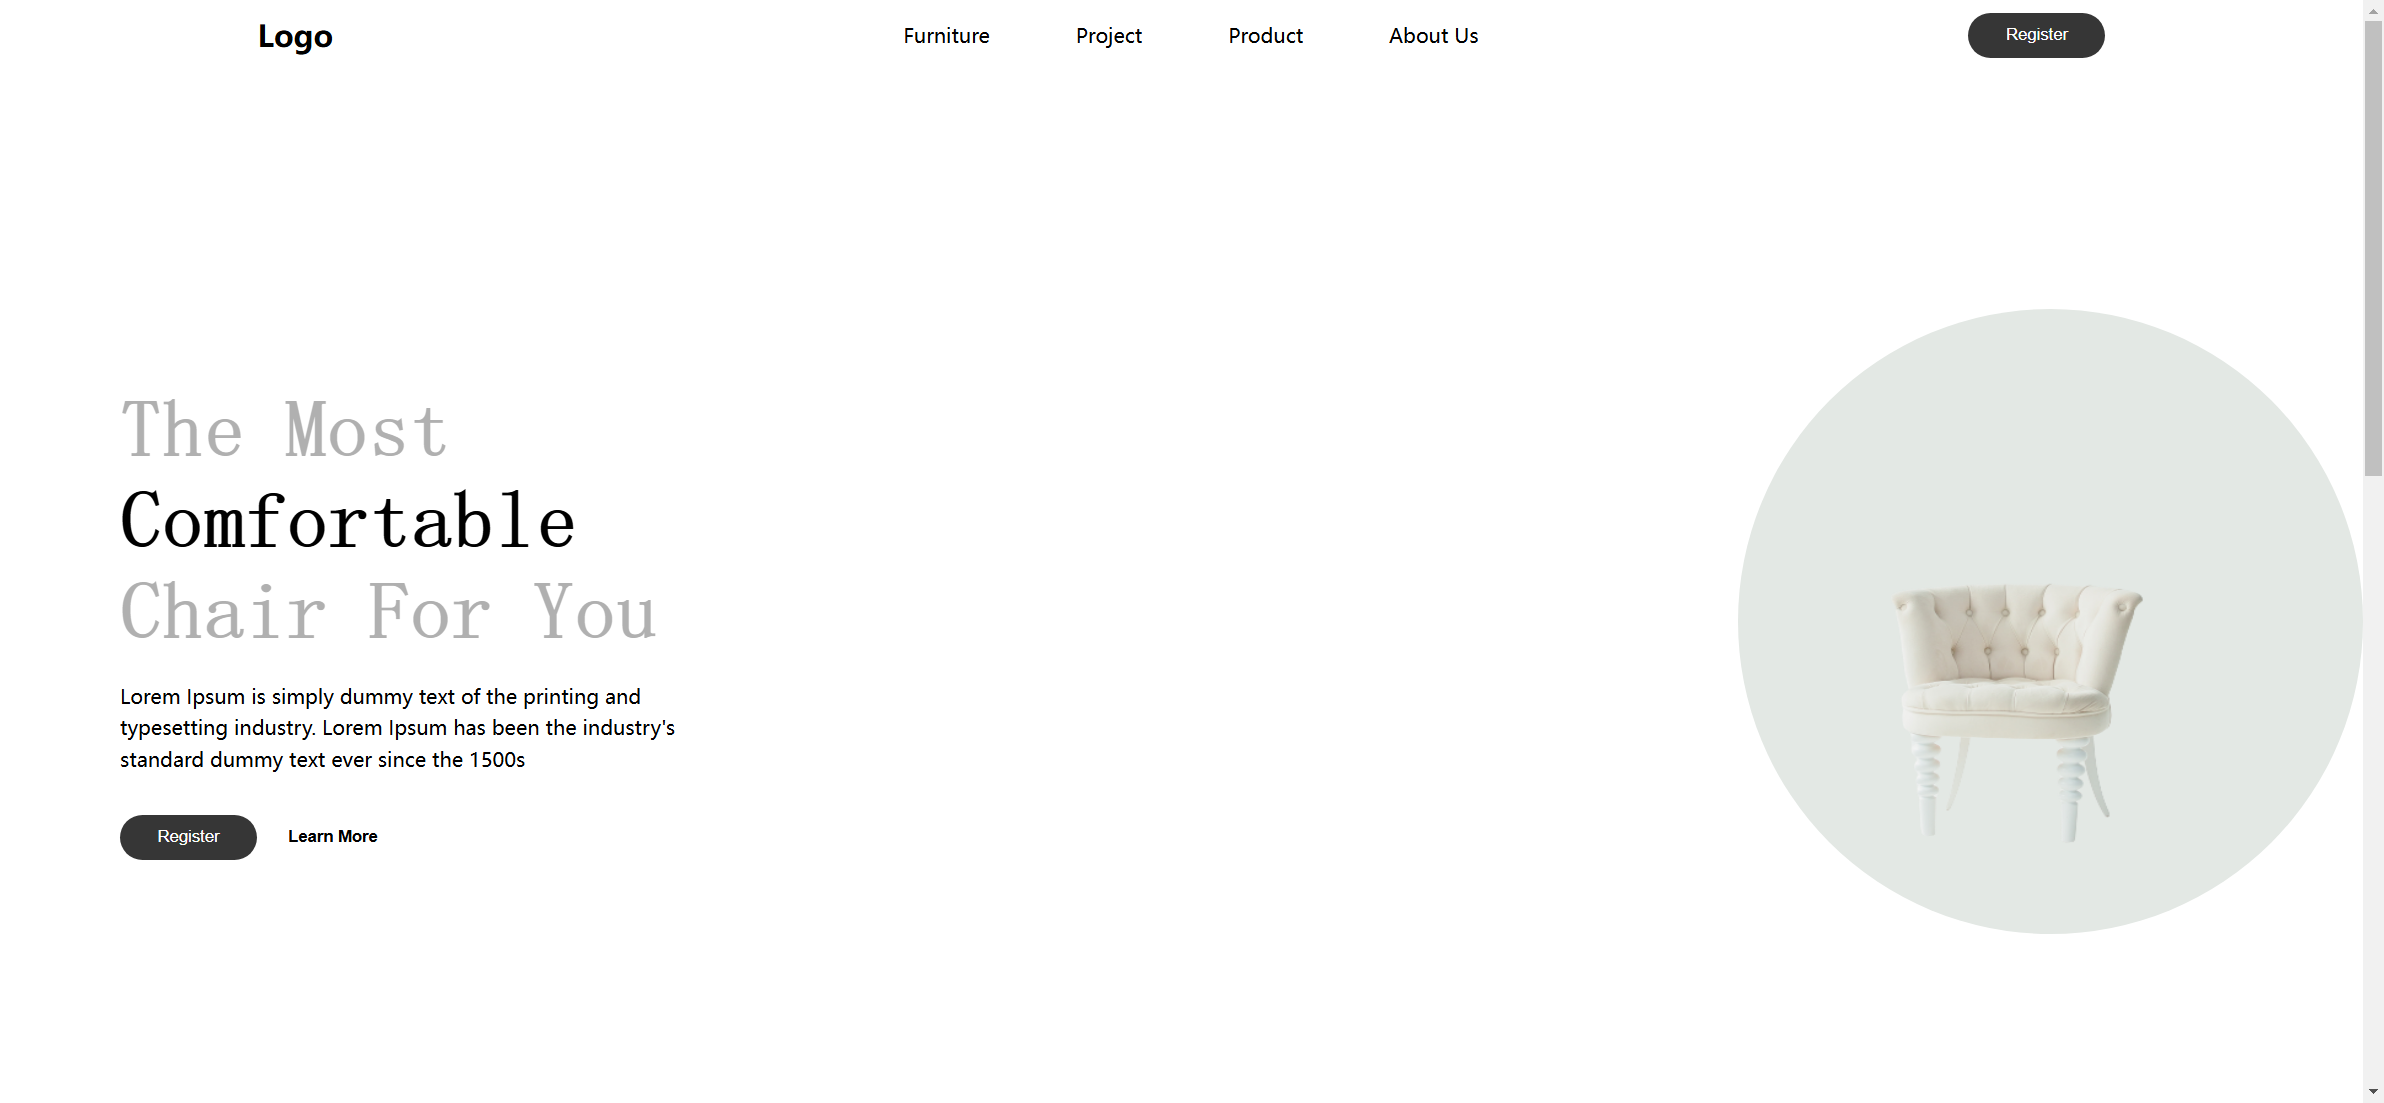 Logo
Furniture
Project
Product
About Us
Register
The Most
Comfortable
Chair For You
Lorem Ipsum is simply dummy text of the printing and
typesetting industry. Lorem Ipsum has been the industry's
standard dummy text ever since the 1500s
Register
Learn More